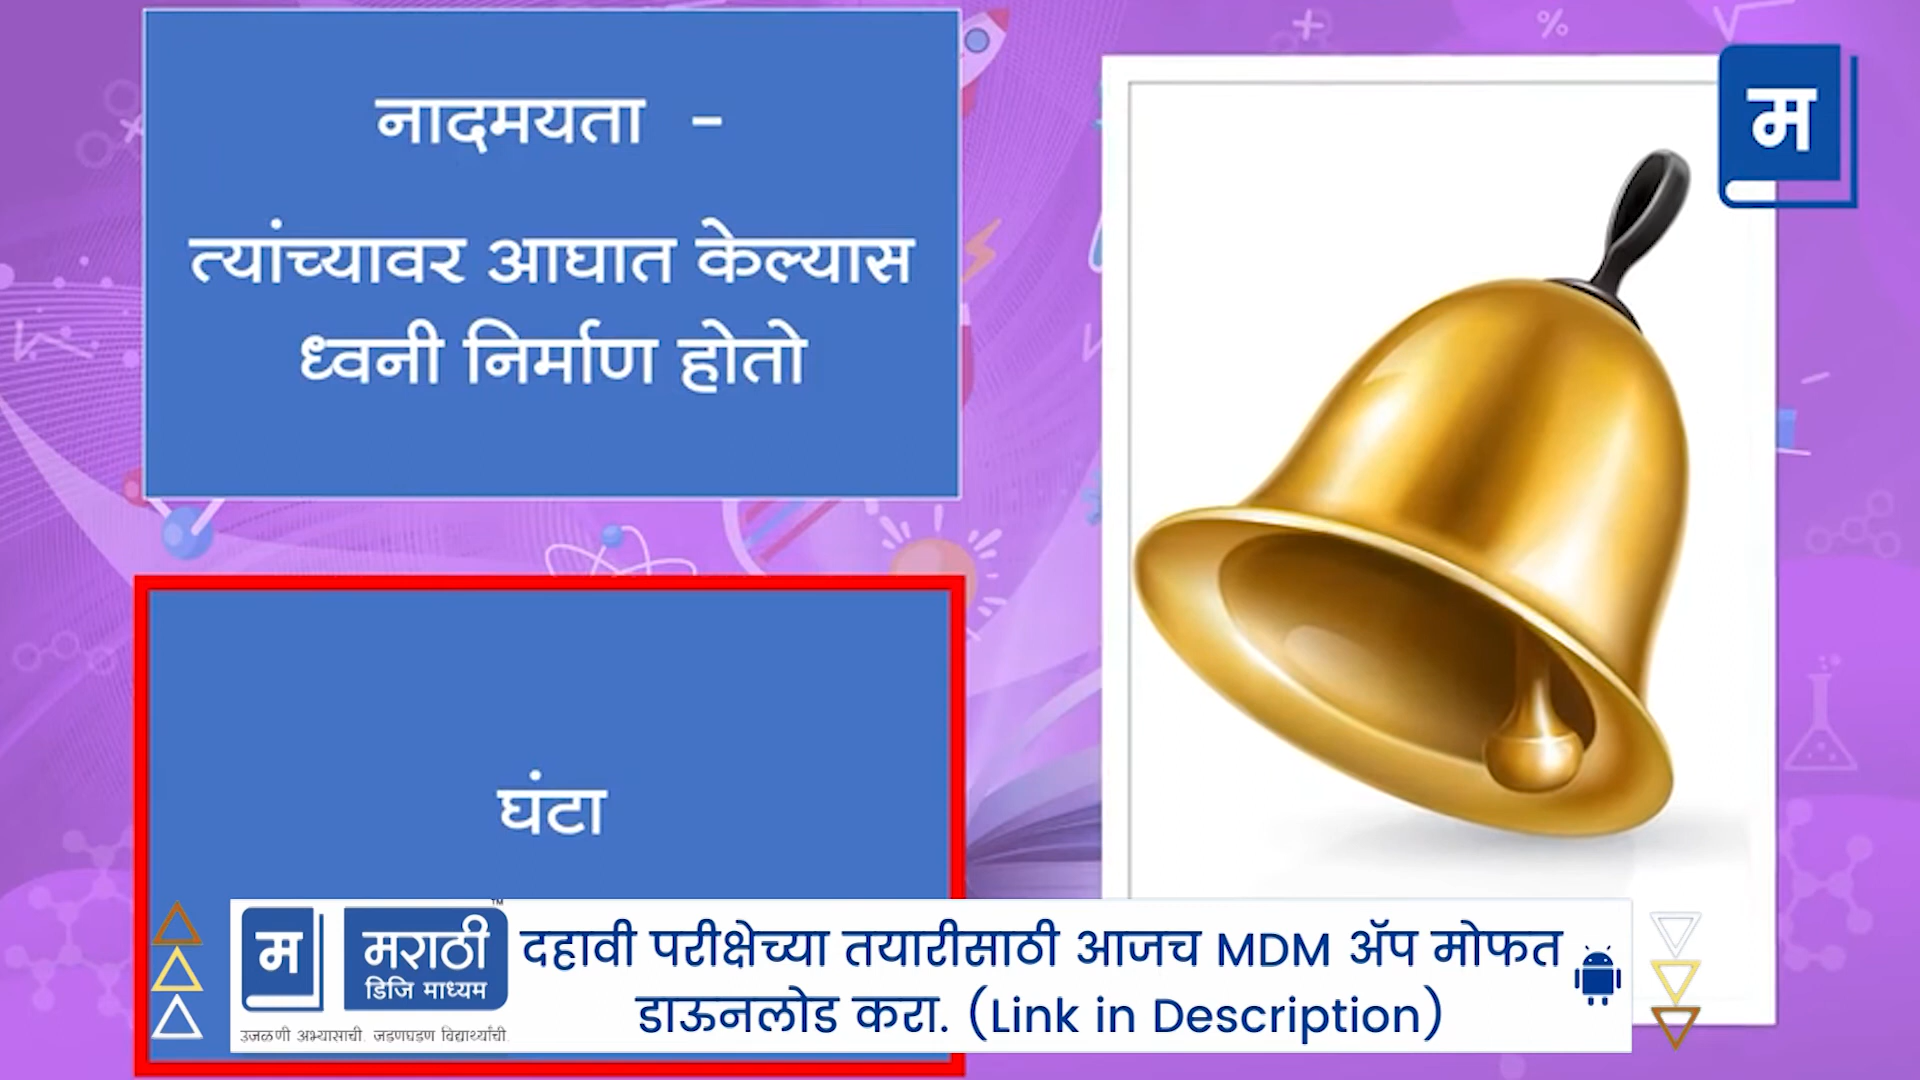 नादमयता -
त्यांच्यावर आघात केल्यास
ध्वनी निर्माण होतो
म
घंटा
म
मराठी
™
डिजि माध्यम
उजळणी अभ्यासाची. जडणघडण विद्यार्थ्यांची.
दहावी परीक्षेच्या तयारीसाठी आजच MDM ॲप मोफत
डाऊनलोड करा. (Link in Description)